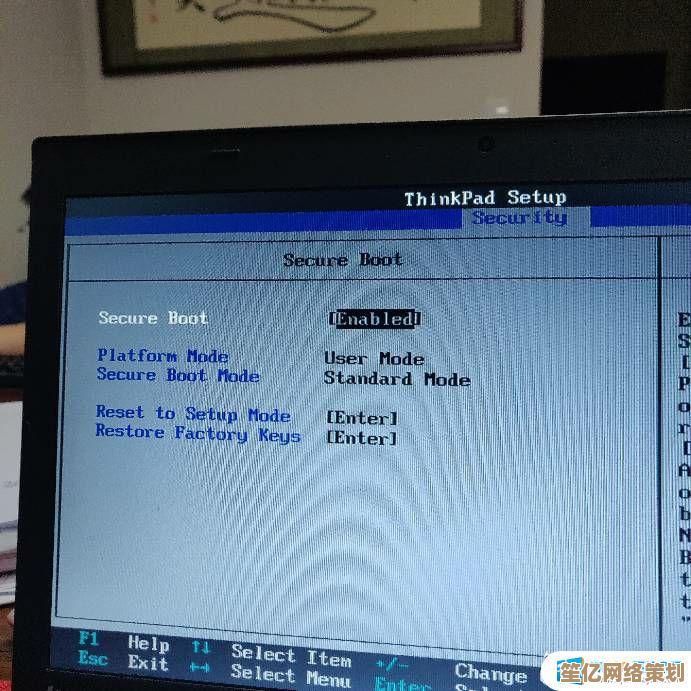 ThinkPad Setup
Security
Secure Boot
Secure Boot [Enabled]
Platform Mode User Mode
Secure Boot Mode Standard Mode
Reset to Setup Mode [Enter]
Restore Factory Keys [Enter]
F1 Help ↑↓ Select Item +/- Change
Esc Exit ←→ Select Menu Enter
笙亿网络策划